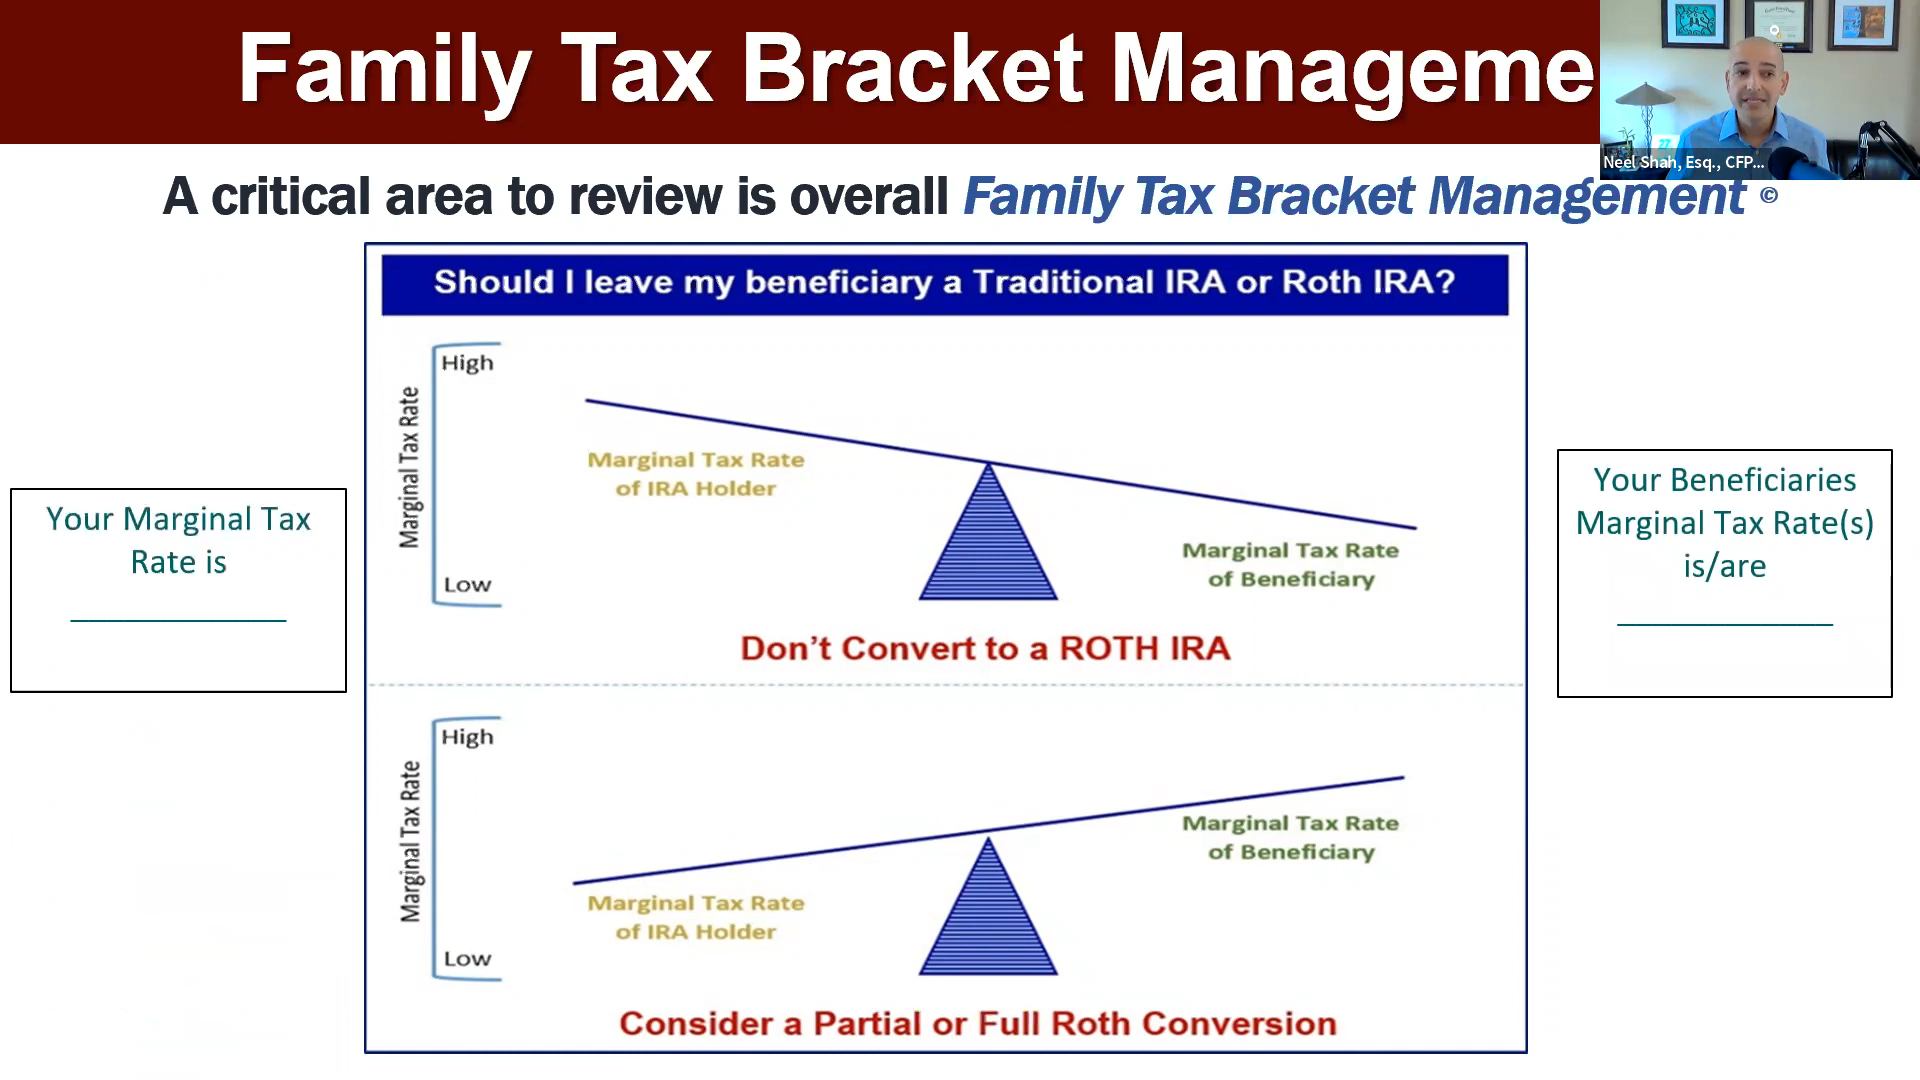 Family Tax Bracket Manageme
27
Neel Shah, Esq., CFP...
A critical area to review is overall Family Tax Bracket Management ©
Should I leave my beneficiary a Traditional IRA or Roth IRA?
High
Marginal Tax Rate
Low
Marginal Tax Rate
of IRA Holder
Marginal Tax Rate
of Beneficiary
Don’t Convert to a ROTH IRA
Your Marginal Tax
Rate is
Your Beneficiaries
Marginal Tax Rate(s)
is/are
High
Marginal Tax Rate
Low
Marginal Tax Rate
of IRA Holder
Marginal Tax Rate
of Beneficiary
Consider a Partial or Full Roth Conversion